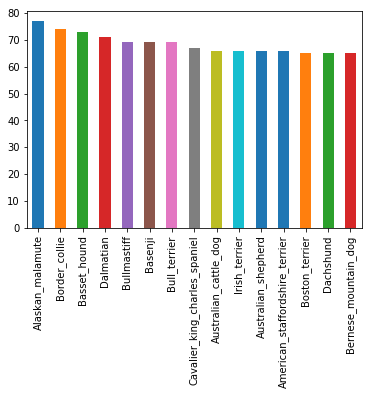 80
70
60
50
40
30
20
10
0
Alaskan_malamute
Border_collie
Basset_hound
Dalmatian
Bullmastiff
Basenji
Bull_terrier
Cavalier_king_charles_spaniel
Australian_cattle_dog
Irish_terrier
Australian_shepherd
American_staffordshire_terrier
Boston_terrier
Dachshund
Bernese_mountain_dog